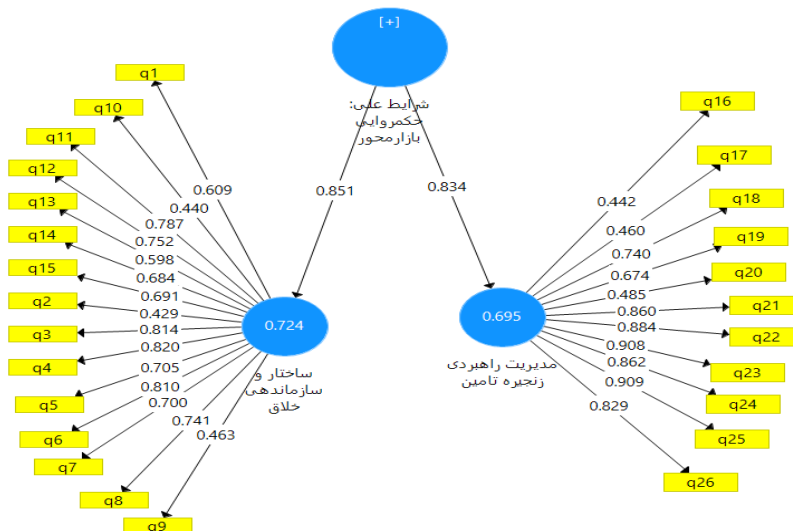 [+]
شرایط علی:
حکمروایی
بازارمحور
0.851
0.834
q1
q10
q11
q12
q13
q14
q15
q2
q3
q4
q5
q6
q7
q8
q9
0.609
0.440
0.787
0.752
0.598
0.684
0.691
0.429
0.814
0.820
0.705
0.810
0.700
0.741
0.463
0.724
ساختار و
سازماندهی
خلاق
0.695
مدیریت راهبردی
زنجیره تامین
0.442
0.460
0.740
0.674
0.485
0.860
0.884
0.908
0.862
0.909
0.829
q16
q17
q18
q19
q20
q21
q22
q23
q24
q25
q26